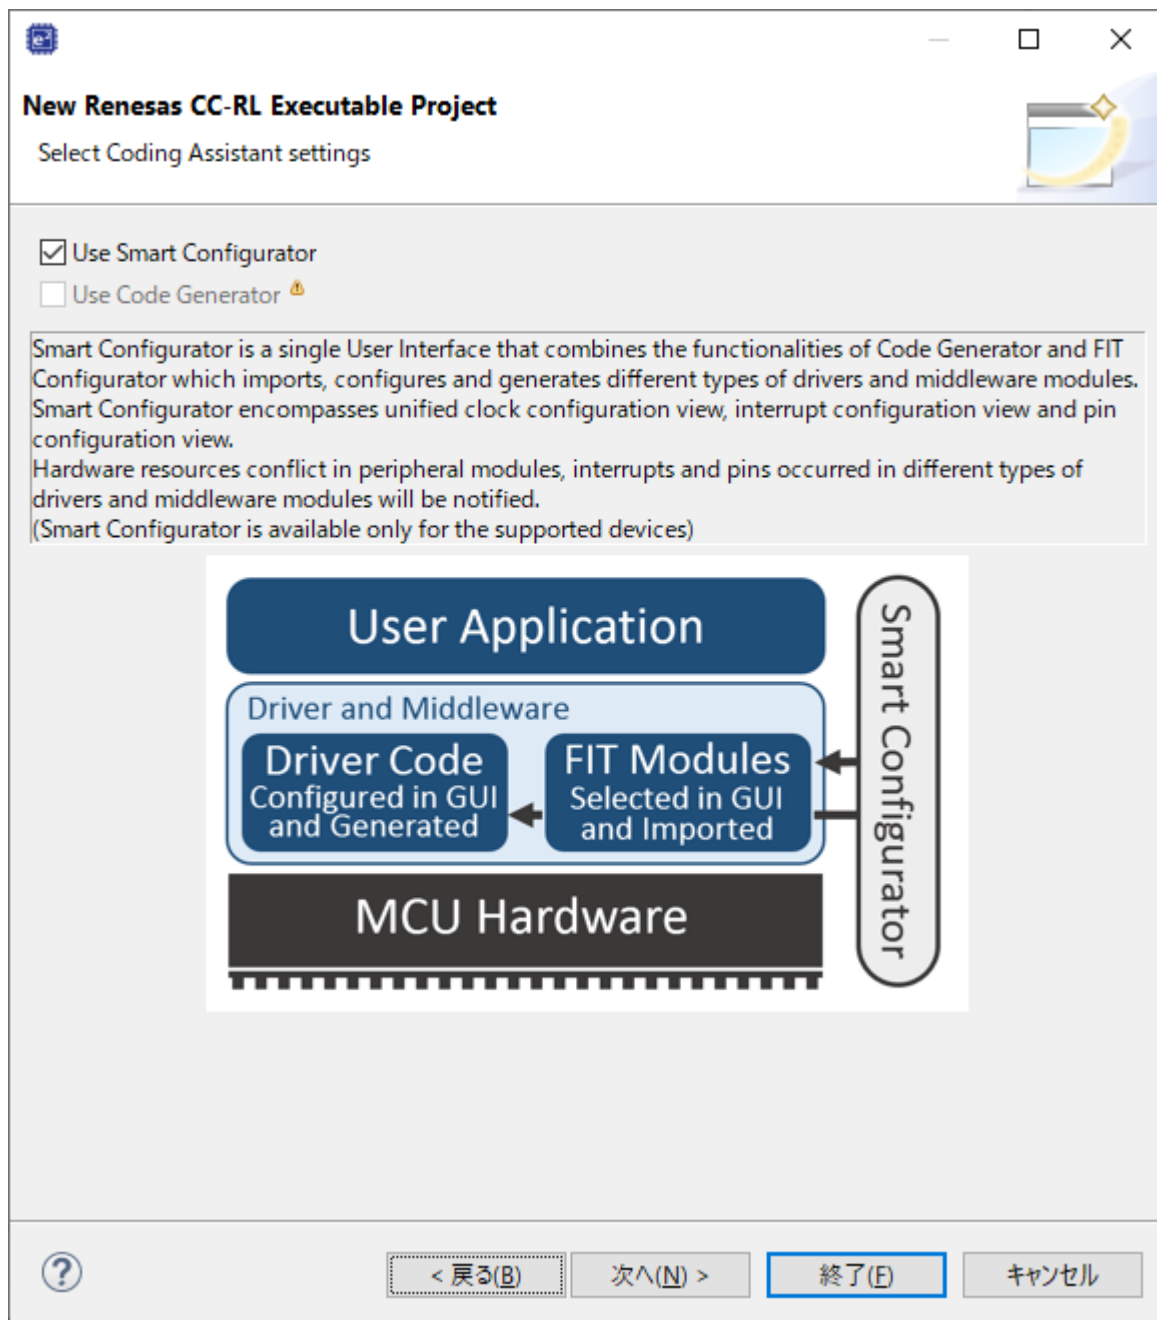 e²
New Renesas CC-RL Executable Project
Select Coding Assistant settings
Use Smart Configurator
Use Code Generator
Smart Configurator is a single User Interface that combines the functionalities of Code Generator and FIT
Configurator which imports, configures and generates different types of drivers and middleware modules.
Smart Configurator encompasses unified clock configuration view, interrupt configuration view and pin
configuration view.
Hardware resources conflict in peripheral modules, interrupts and pins occurred in different types of
drivers and middleware modules will be notified.
(Smart Configurator is available only for the supported devices)
User Application
Driver and Middleware
Driver Code
Configured in GUI
and Generated
FIT Modules
Selected in GUI
and Imported
MCU Hardware
Smart Configurator
?
< 戻る(B)
次へ(N) >
終了(F)
キャンセル